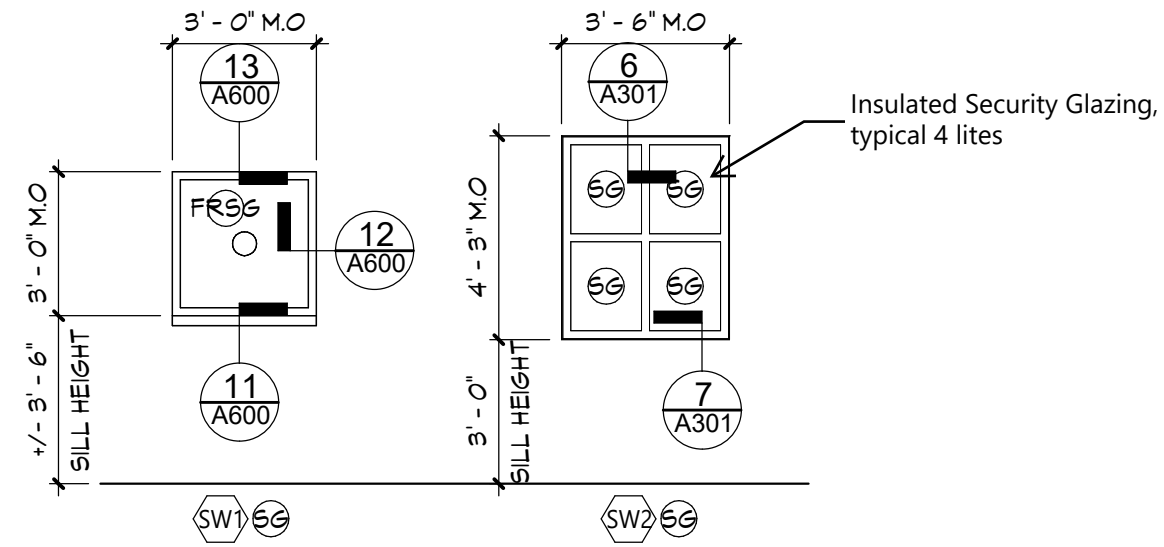 3' - 0" M.O
13
A600
3' - 0" M.O
FRSG
12
A600
11
A600
+/- 3' - 6"
SILL HEIGHT
SW1 SG
3' - 6" M.O
6
A301
Insulated Security Glazing,
typical 4 lites
4' - 3" M.O
SG SG
SG SG
7
A301
3' - 0"
SILL HEIGHT
SW2 SG